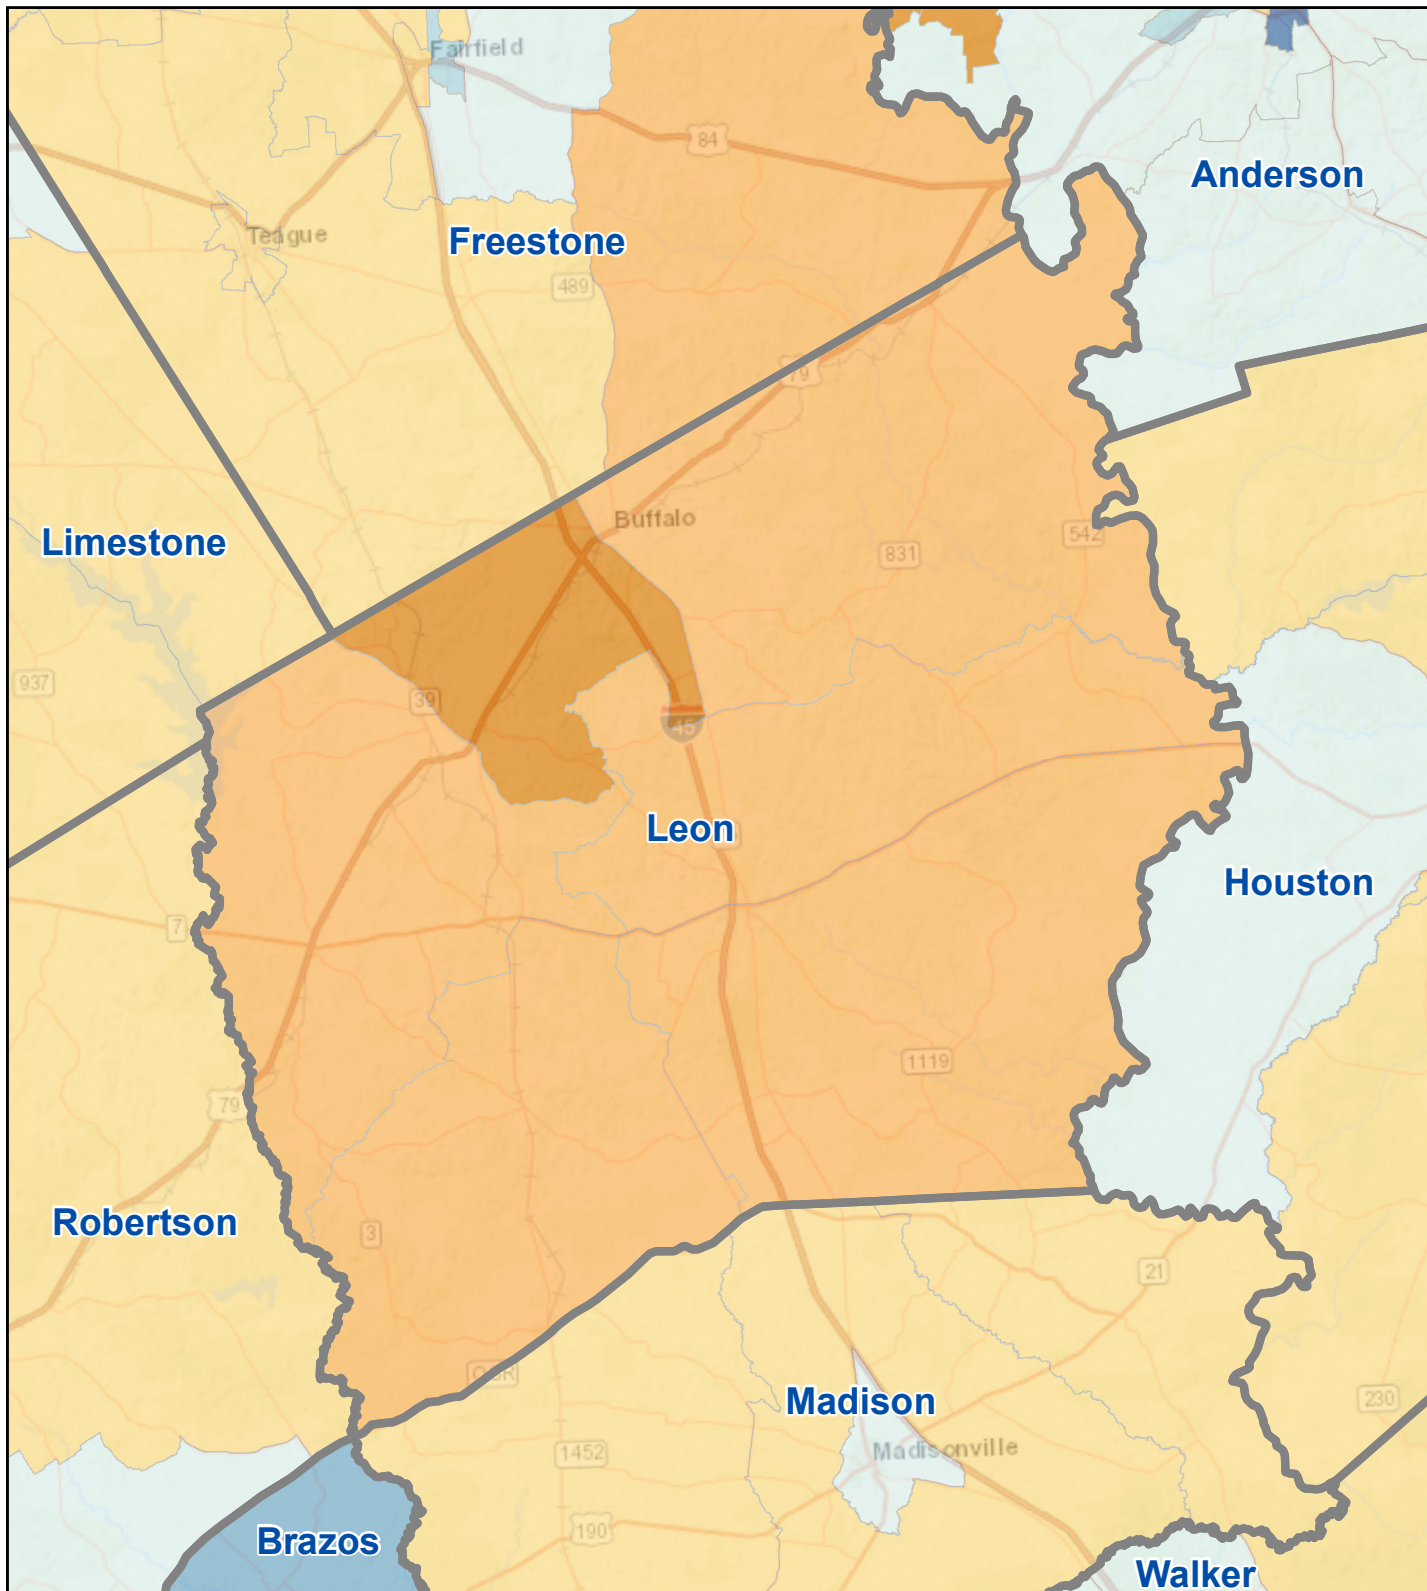 Fairfield
84
Anderson
Teague
Freestone
489
79
Buffalo
Limestone
542
831
937
39
45
Leon
Houston
7
1119
79
Robertson
3
21
OSR
Madison
230
Madisonville
1452
190
Brazos
Walker